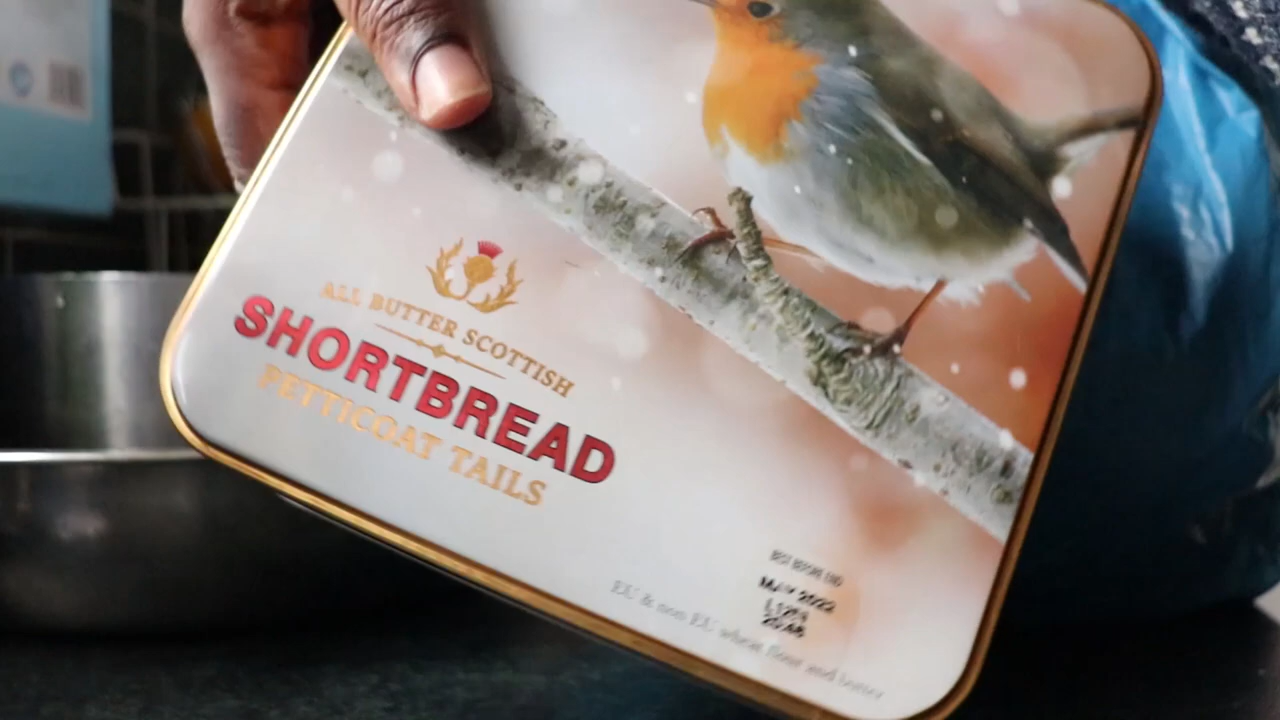 ALL BUTTER SCOTTISH
SHORTBREAD
PETTICOAT TAILS
BEST BEFORE END
MAY 2022
EU & non EU wheat flour and butter